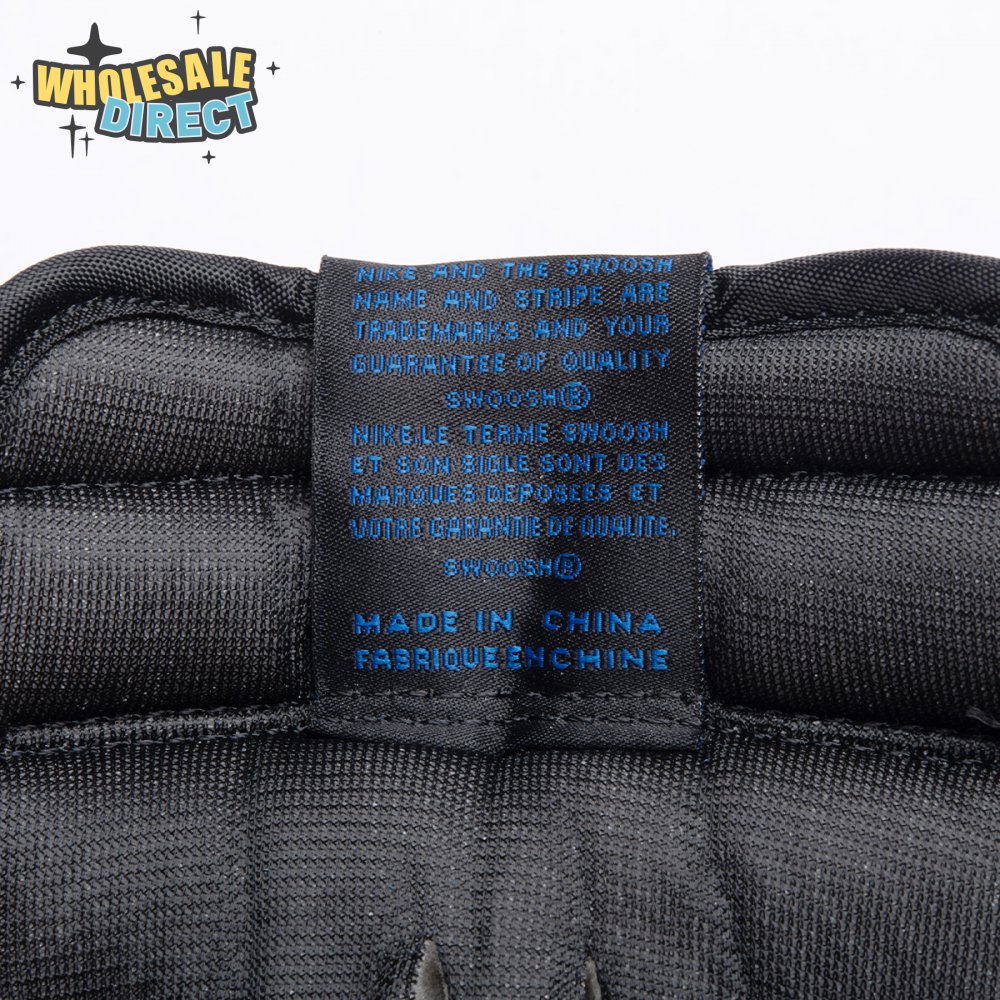 WHOLESALE
DIRECT
NIKE AND THE SWOOSH
NAME AND STRIPE ARE
TRADEMARKS AND YOUR
GUARANTEE OF QUALITY
SWOOSH®
NIKE,LE TERME SWOOSH
ET SON SIGLE SONT DES
MARQUES DEPOSEES ET
VOTRE GARANTIE DE QUALITE.
SWOOSH®
MADE IN CHINA
FABRIQUE EN CHINE